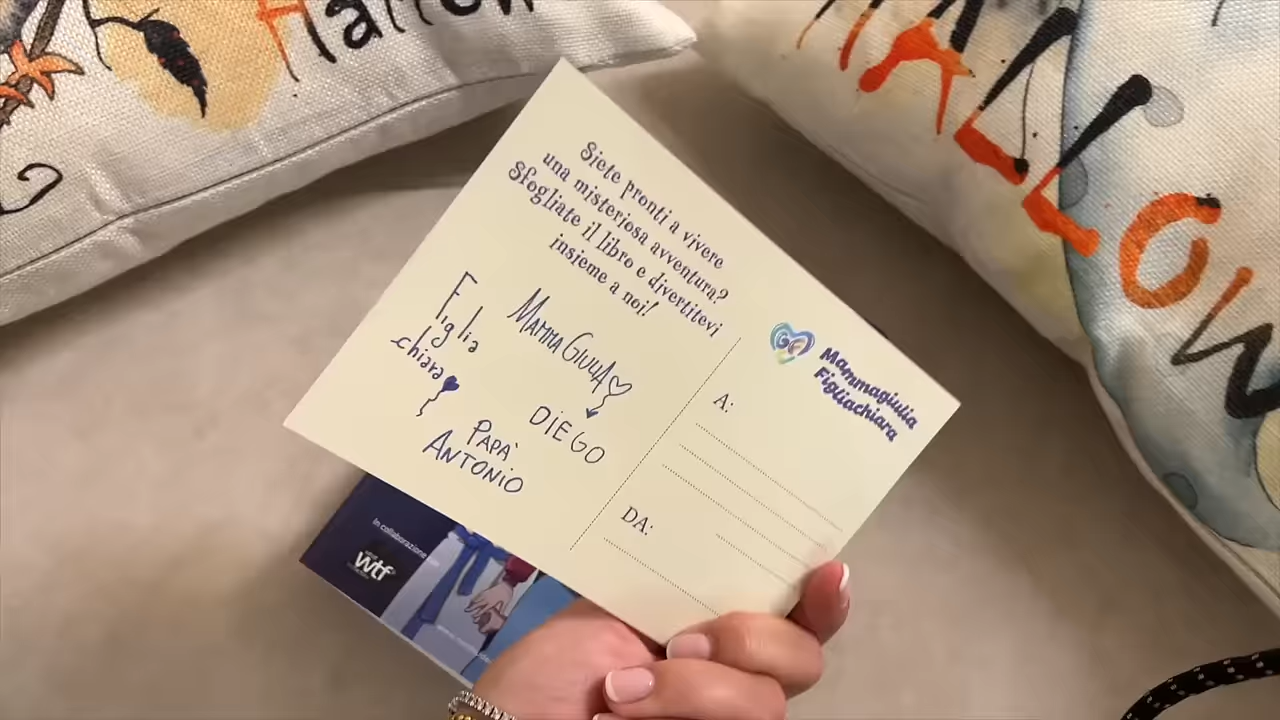 Hallow
HALLOW
Siete pronti a vivere
una misteriosa avventura?
Sfogliate il libro e divertitevi
insieme a noi!
Figlia
chiara
MAMMA GIULIA
DiEGO
PAPA'
ANTONiO
Mammagiulia
Figliachiara
A:
DA:
In collaborazione
wtf